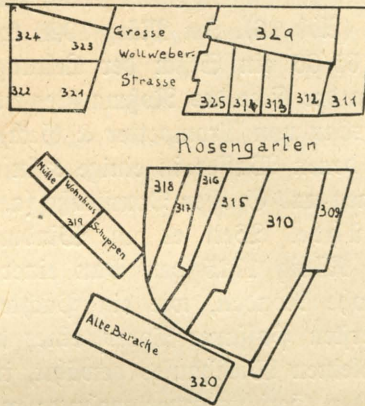 324
323
322
321
Grosse
Wollweber-
Strasse
329
325
314
313
312
311
Rosengarten
Hütte
Wohnhaus
319
Schuppen
318
317
316
315
310
309
Alte Baracke
320